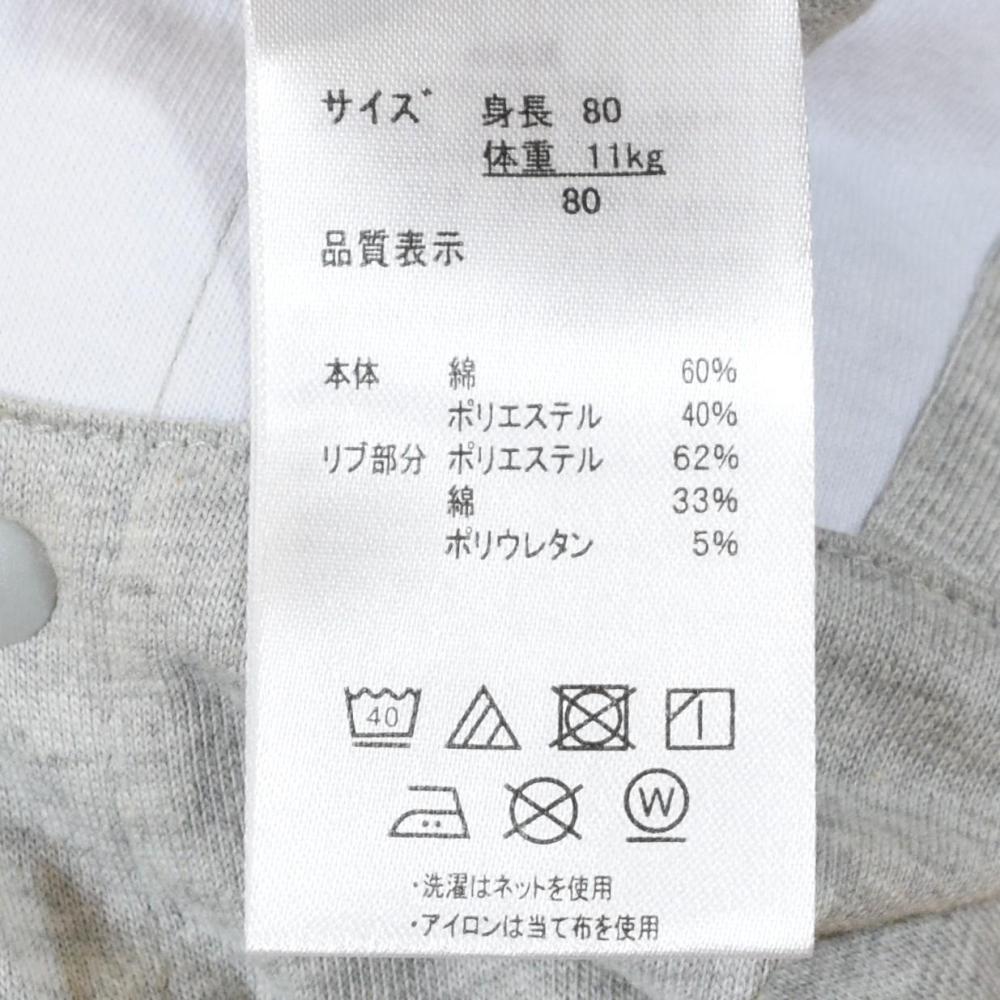 サイズ 身長 80
体重 11kg
80
品質表示
本体 綿 60%
ポリエステル 40%
リブ部分 ポリエステル 62%
綿 33%
ポリウレタン 5%
40
W
・洗濯はネットを使用
・アイロンは当て布を使用